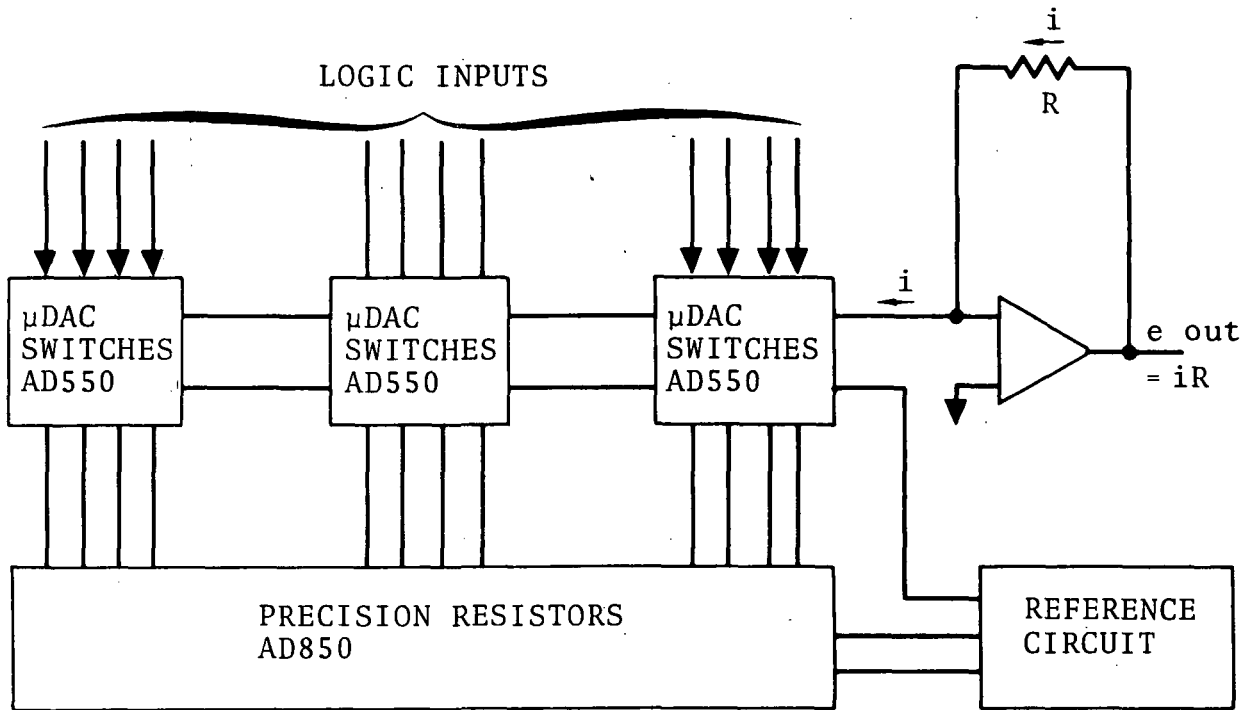 LOGIC INPUTS
i
R
i
e out
= iR
µDAC
SWITCHES
AD550
µDAC
SWITCHES
AD550
µDAC
SWITCHES
AD550
PRECISION RESISTORS
AD850
REFERENCE
CIRCUIT